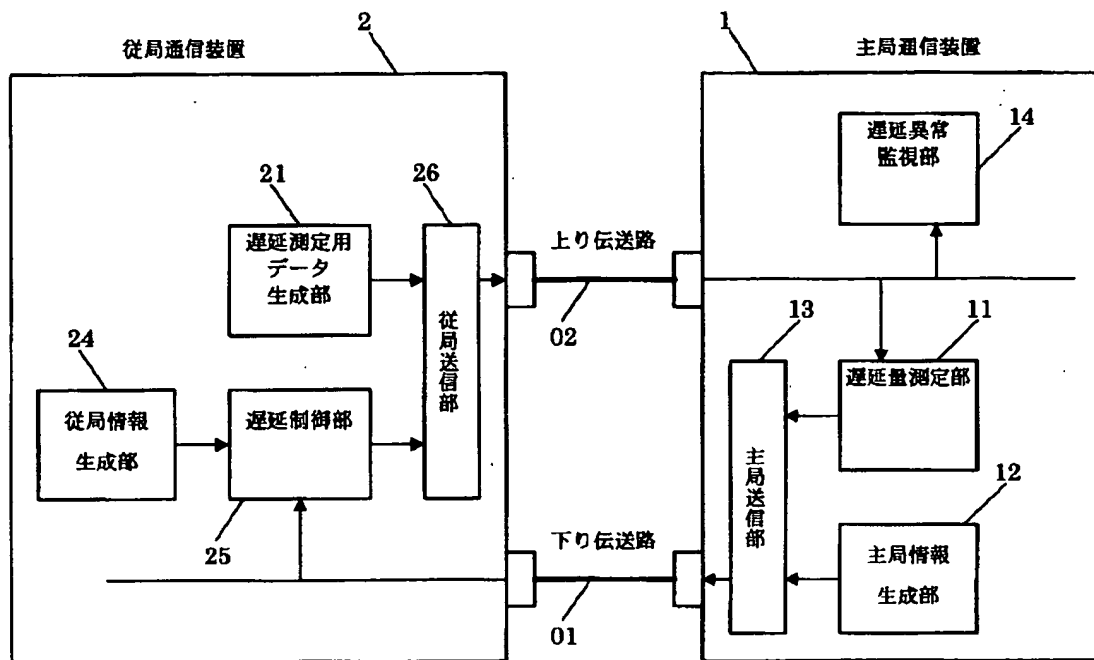 2
従局通信装置
1
主局通信装置
遅延異常
監視部
14
21
26
遅延測定用
データ
生成部
従局送信部
上り伝送路
02
13
11
遅延量測定部
24
従局情報
生成部
遅延制御部
25
主局送信部
12
主局情報
生成部
下り伝送路
01